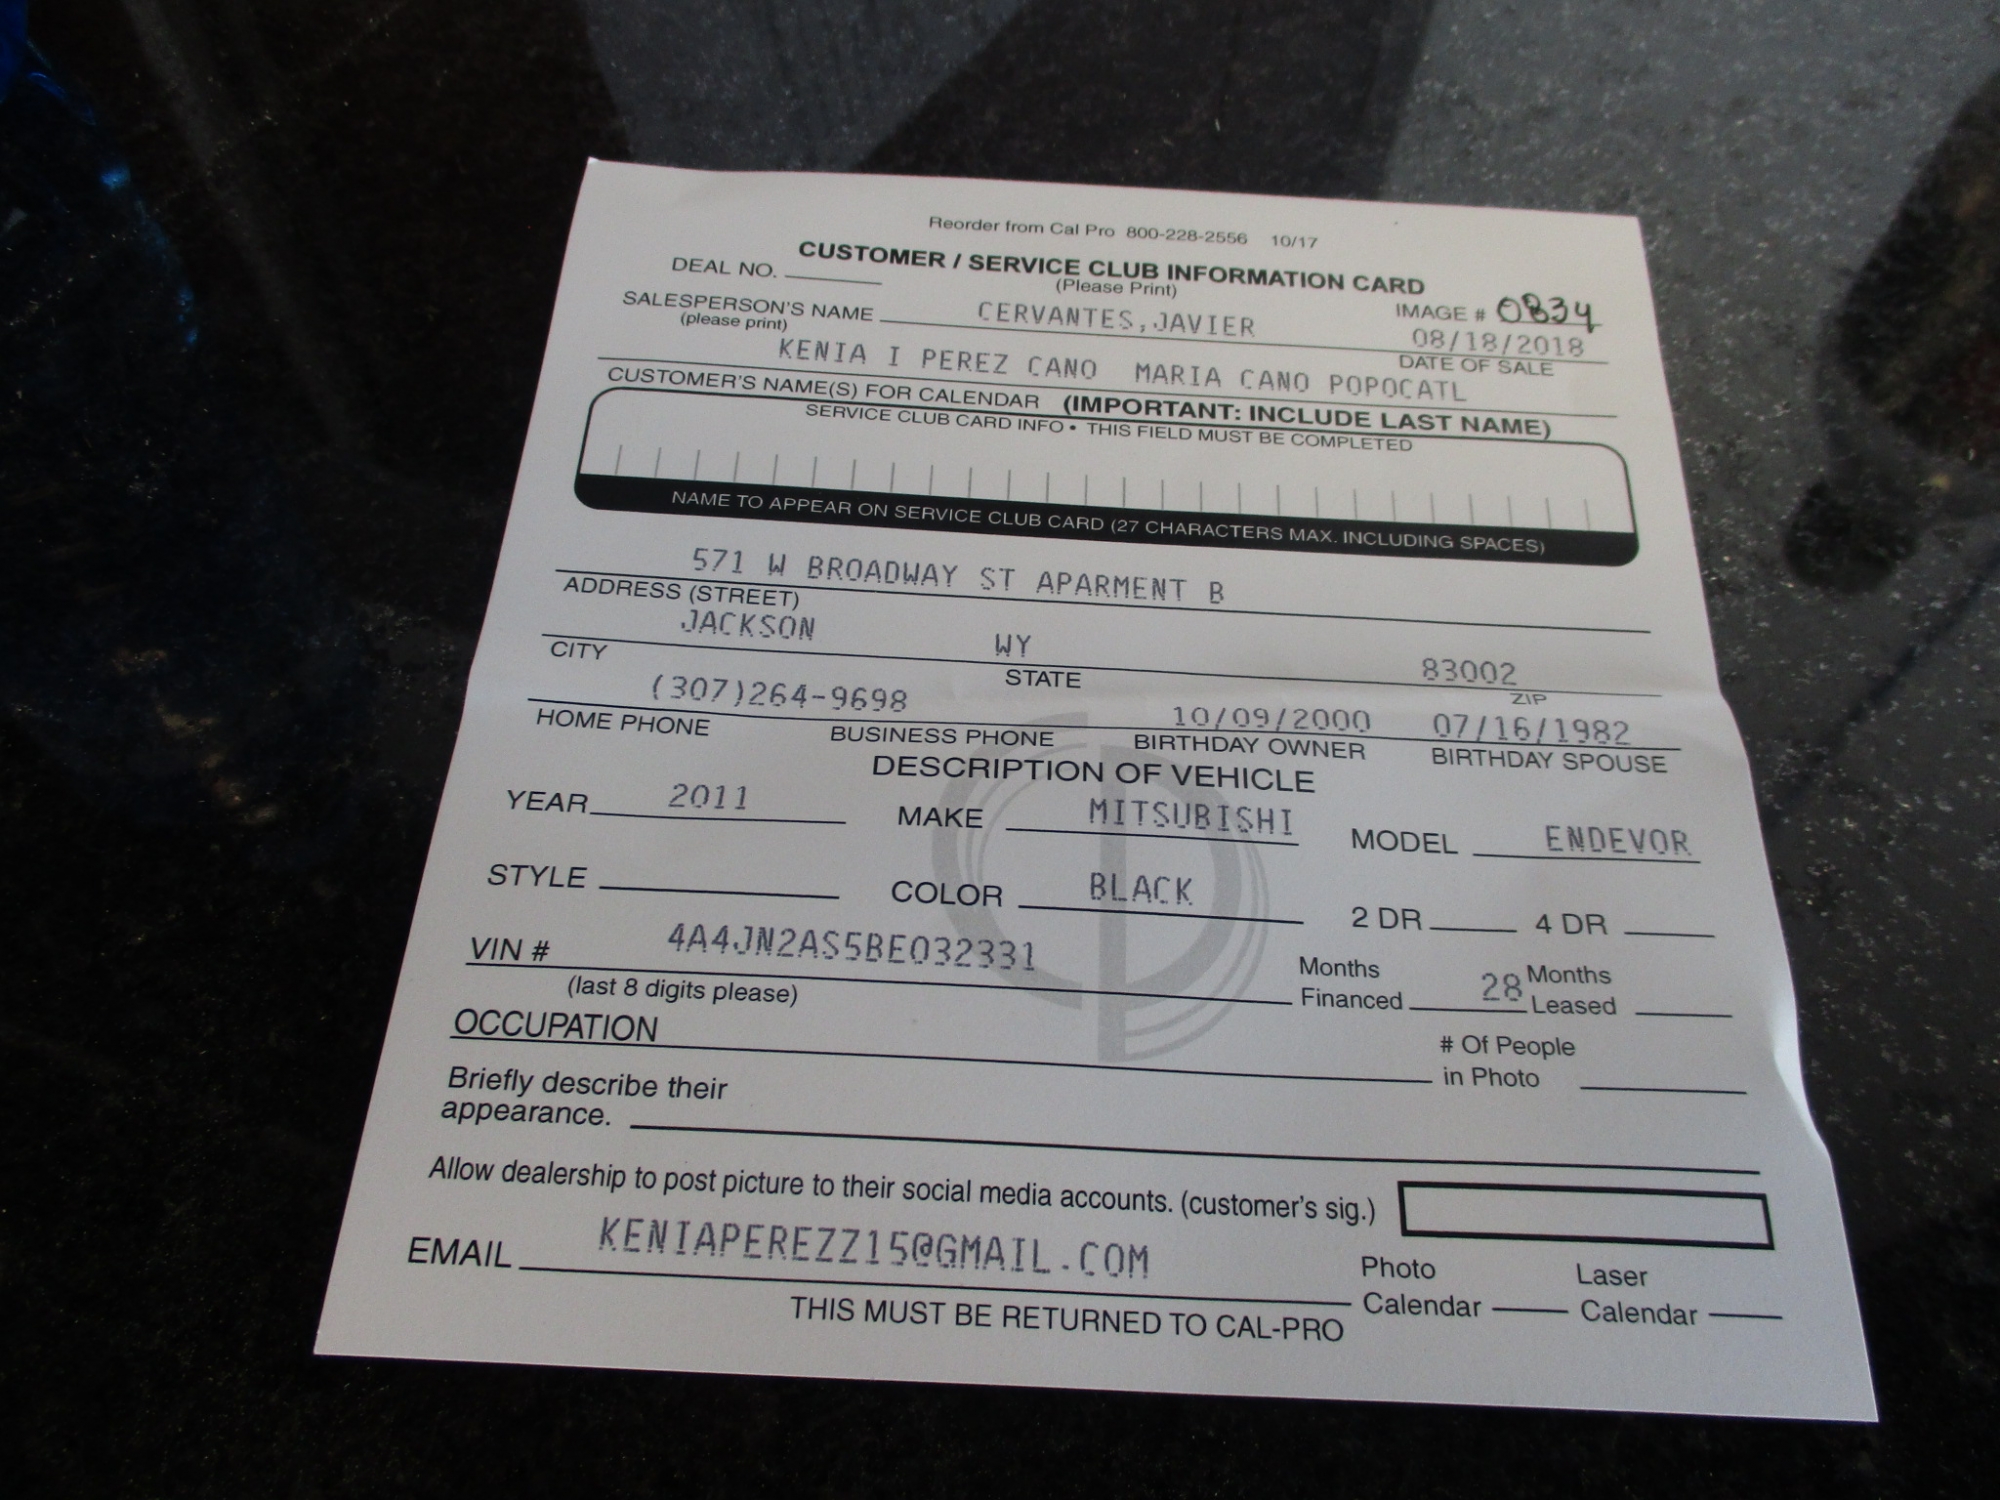 Reorder from Cal Pro 800-228-2556 10/17
CUSTOMER / SERVICE CLUB INFORMATION CARD
(Please Print)
DEAL NO.
IMAGE # 0834
SALESPERSON'S NAME CERVANTES,JAVIER
(please print)
08/18/2018
DATE OF SALE
KENIA I PEREZ CANO MARIA CANO POPOCATL
CUSTOMER'S NAME(S) FOR CALENDAR (IMPORTANT: INCLUDE LAST NAME)
SERVICE CLUB CARD INFO • THIS FIELD MUST BE COMPLETED
NAME TO APPEAR ON SERVICE CLUB CARD (27 CHARACTERS MAX. INCLUDING SPACES)
571 W BROADWAY ST APARMENT B
ADDRESS (STREET)
JACKSON WY 83002
CITY STATE ZIP
(307)264-9698 10/09/2000 07/16/1982
HOME PHONE BUSINESS PHONE BIRTHDAY OWNER BIRTHDAY SPOUSE
DESCRIPTION OF VEHICLE
YEAR 2011 MAKE MITSUBISHI MODEL ENDEVOR
STYLE COLOR BLACK 2 DR 4 DR
VIN # 4A4JN2AS5BE032331
(last 8 digits please)
Months Financed 28 Months Leased
OCCUPATION
# Of People in Photo
Briefly describe their
appearance.
Allow dealership to post picture to their social media accounts. (customer's sig.)
EMAIL KENIAPEREZZ15@GMAIL.COM
Photo Calendar Laser Calendar
THIS MUST BE RETURNED TO CAL-PRO